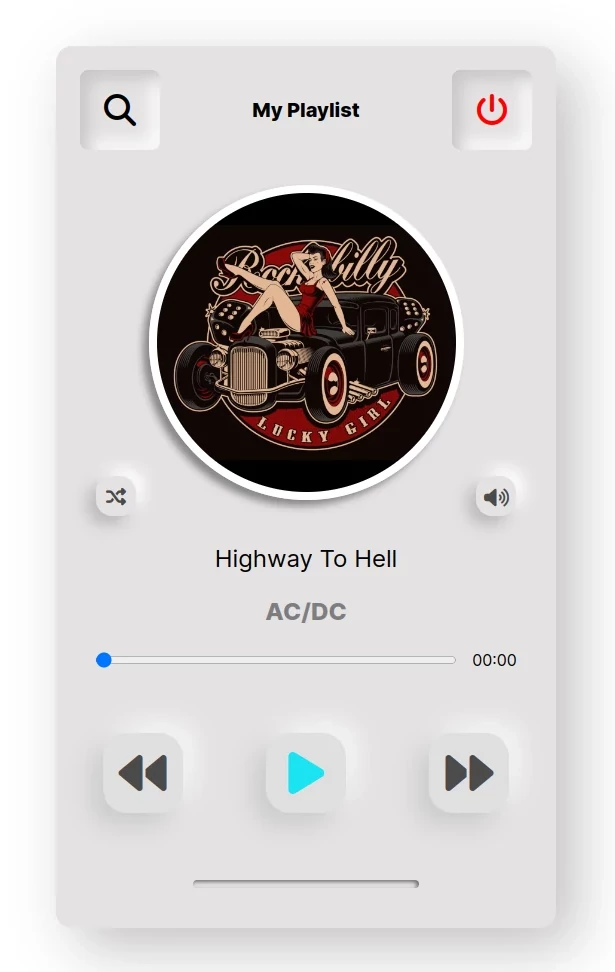 My Playlist
Rockabilly
LUCKY GIRL
Highway To Hell
AC/DC
00:00